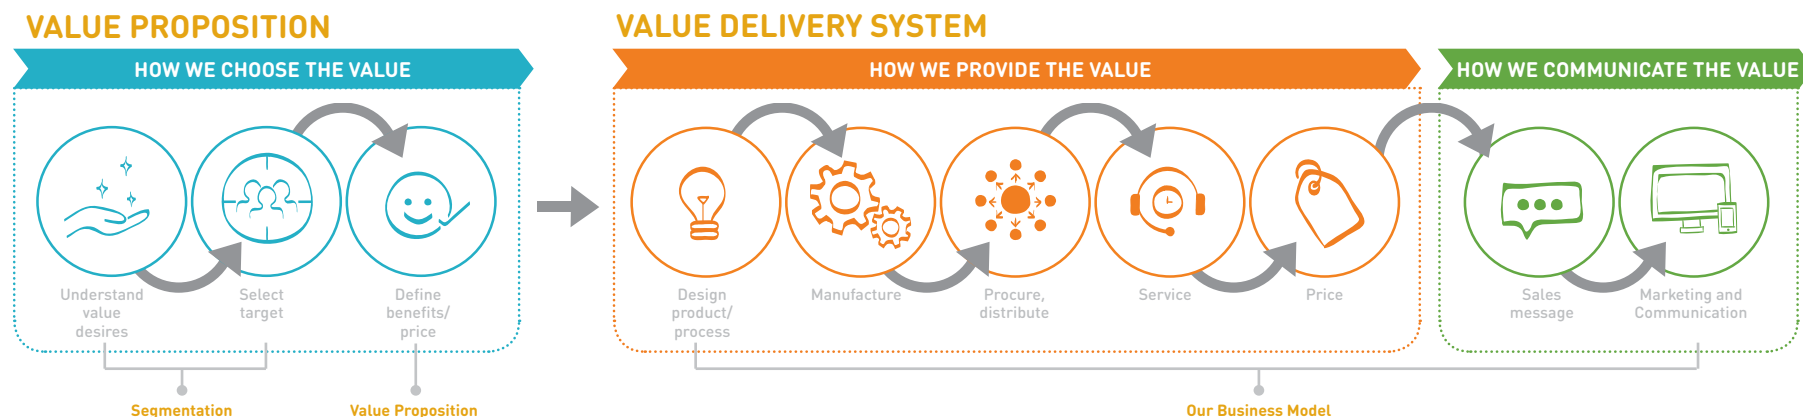 VALUE PROPOSITION
VALUE DELIVERY SYSTEM
HOW WE CHOOSE THE VALUE
HOW WE PROVIDE THE VALUE
HOW WE COMMUNICATE THE VALUE
Understand
value
desires
Select
target
Define
benefits/
price
Design
product/
process
Manufacture
Procure,
distribute
Service
Price
Sales
message
Marketing and
Communication
Segmentation
Value Proposition
Our Business Model